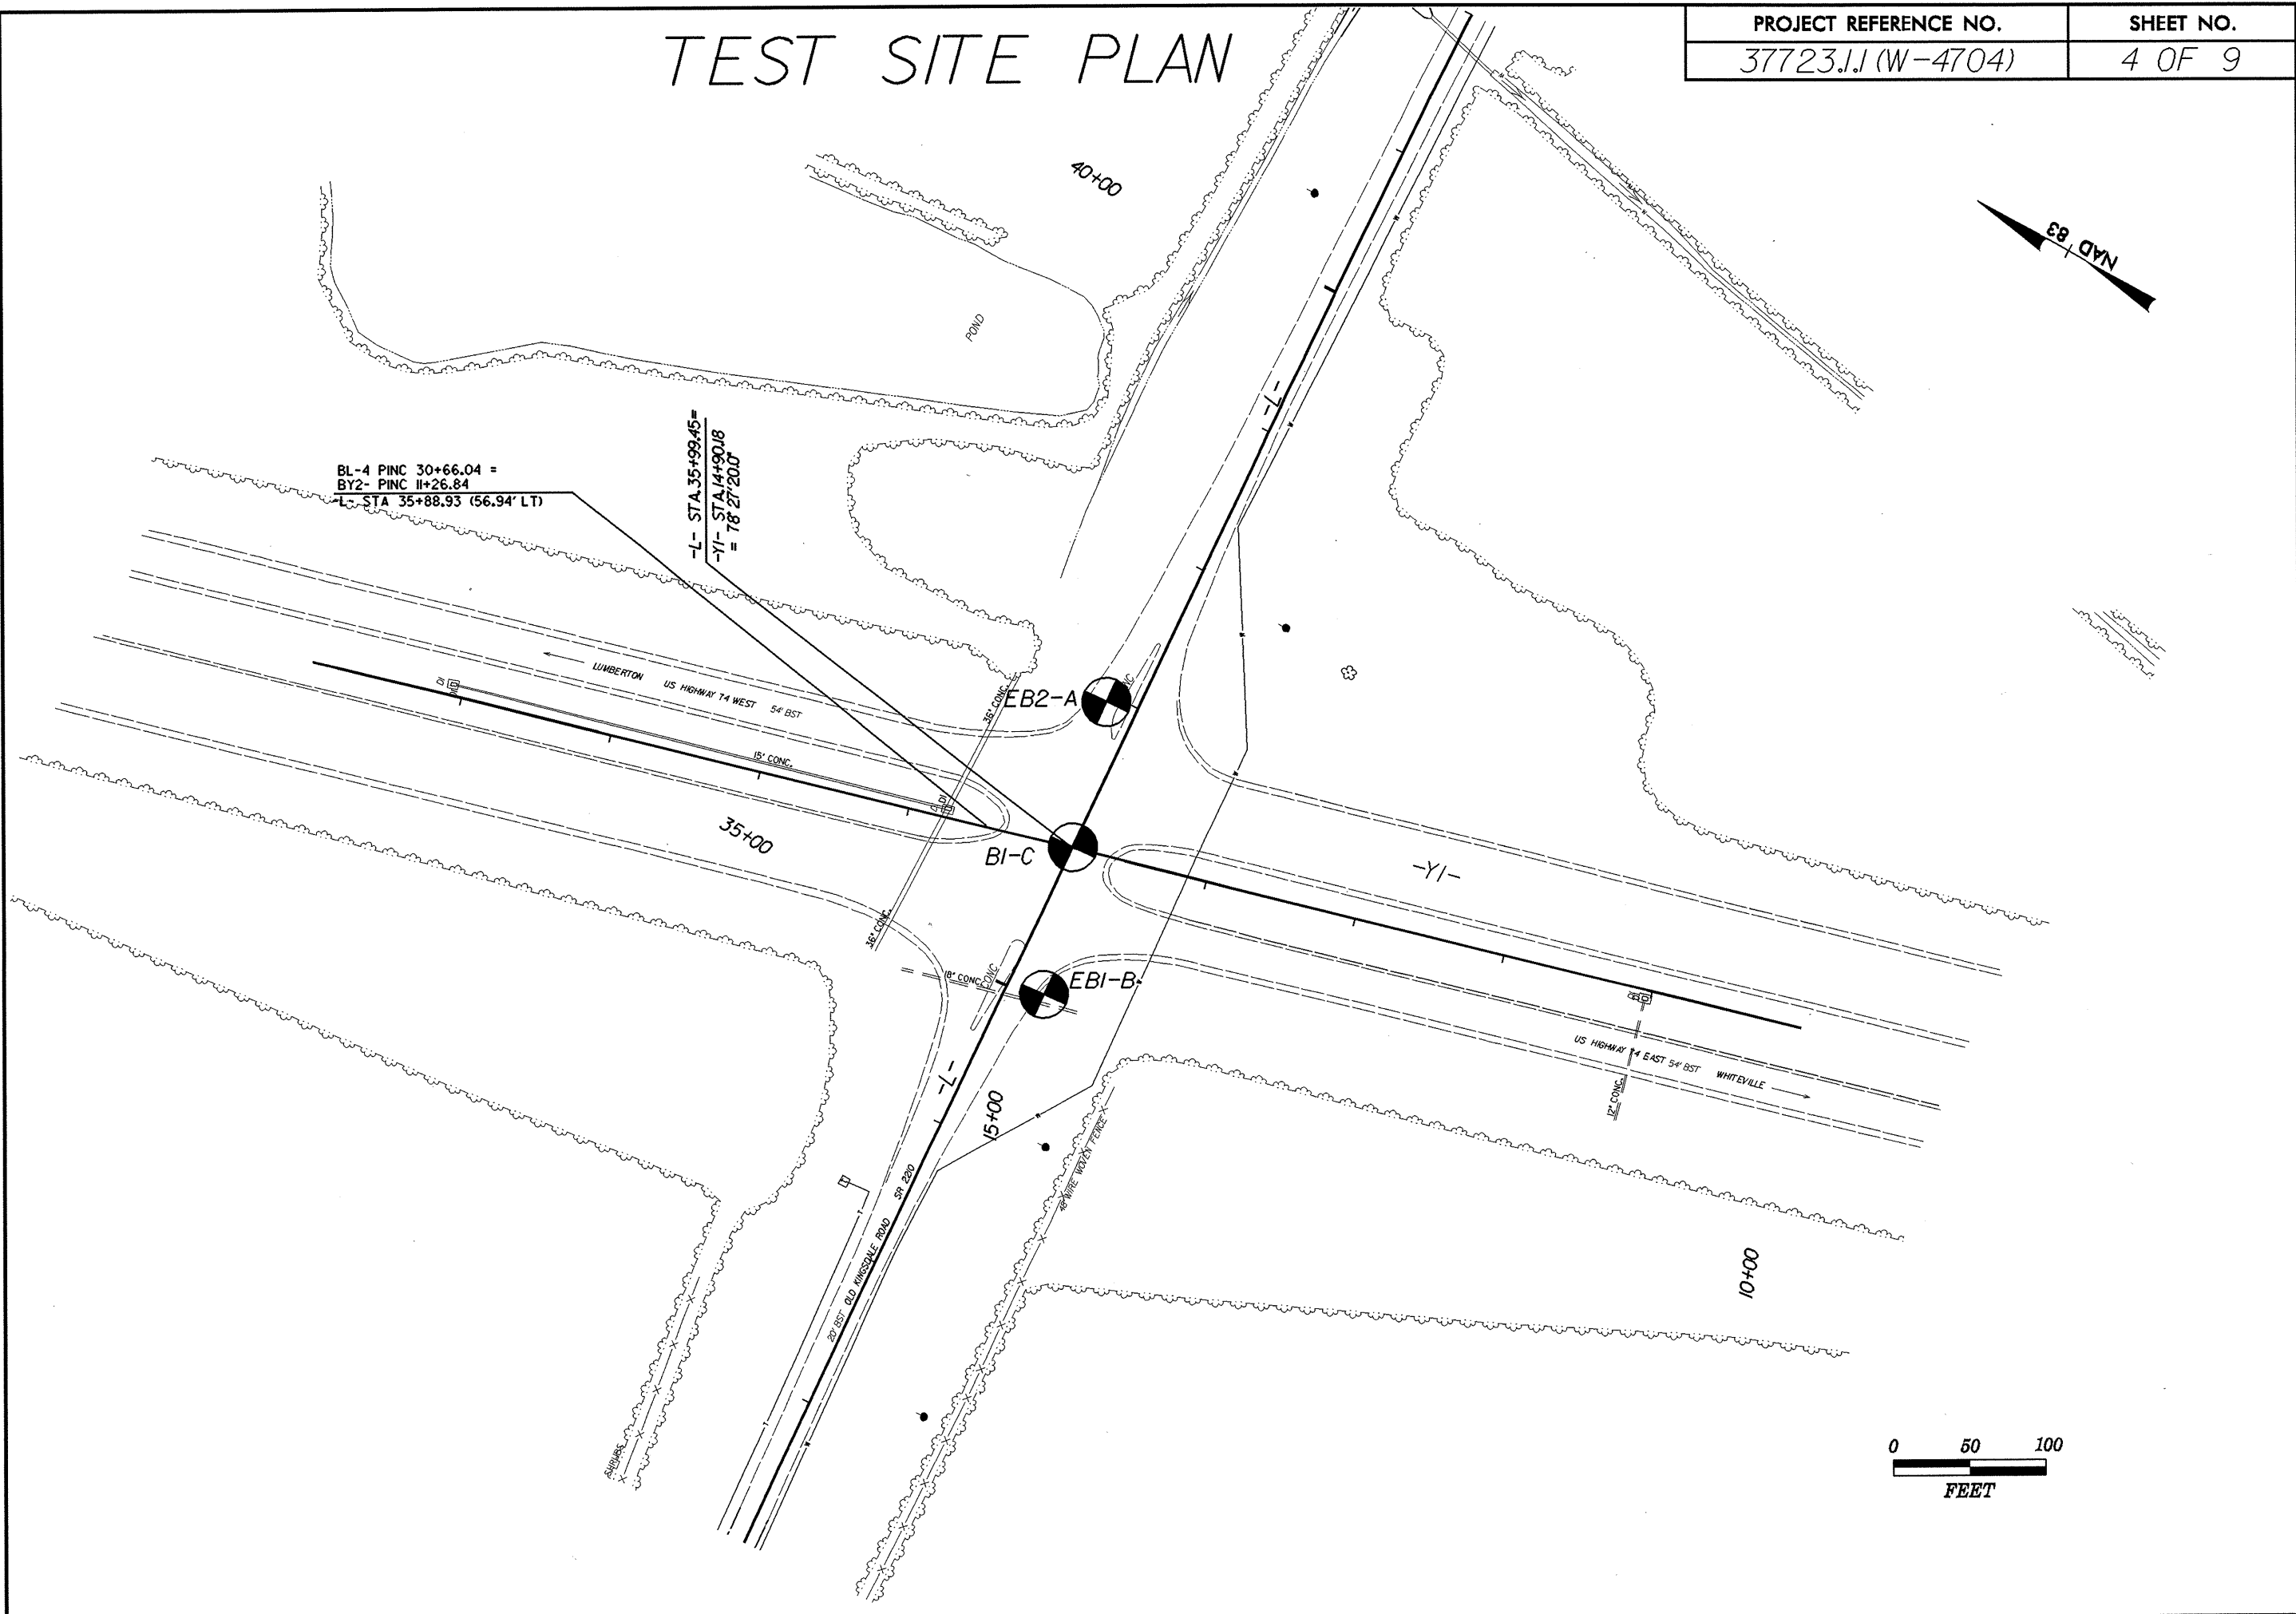 TEST SITE PLAN
PROJECT REFERENCE NO.
SHEET NO.
37723.1.1 (W-4704)
4 OF 9
40+00
NAD 83
POND
-L-
BL-4 PINC 30+66.04 =
BY2- PINC 11+26.84
-L- STA 35+88.93 (56.94' LT)
-L- STA.35+99.45=
-Y1- STA.14+90.18
= 78° 27'20.0"
LUMBERTON
US HIGHWAY 74 WEST 54' BST
DI
36" CONC.
EB2-A
15" CONC.
DI
35+00
B1-C
-Y1-
36" CONC.
18" CONC.
CONC
EB1-B
US HIGHWAY 74 EAST 54' BST
WHITEVILLE
12" CONC.
-L-
15+00
48" WIRE WOVEN FENCE
20' BST OLD KINGSDALE ROAD SR 2210
10+00
SHRUBS
0 50 100
FEET